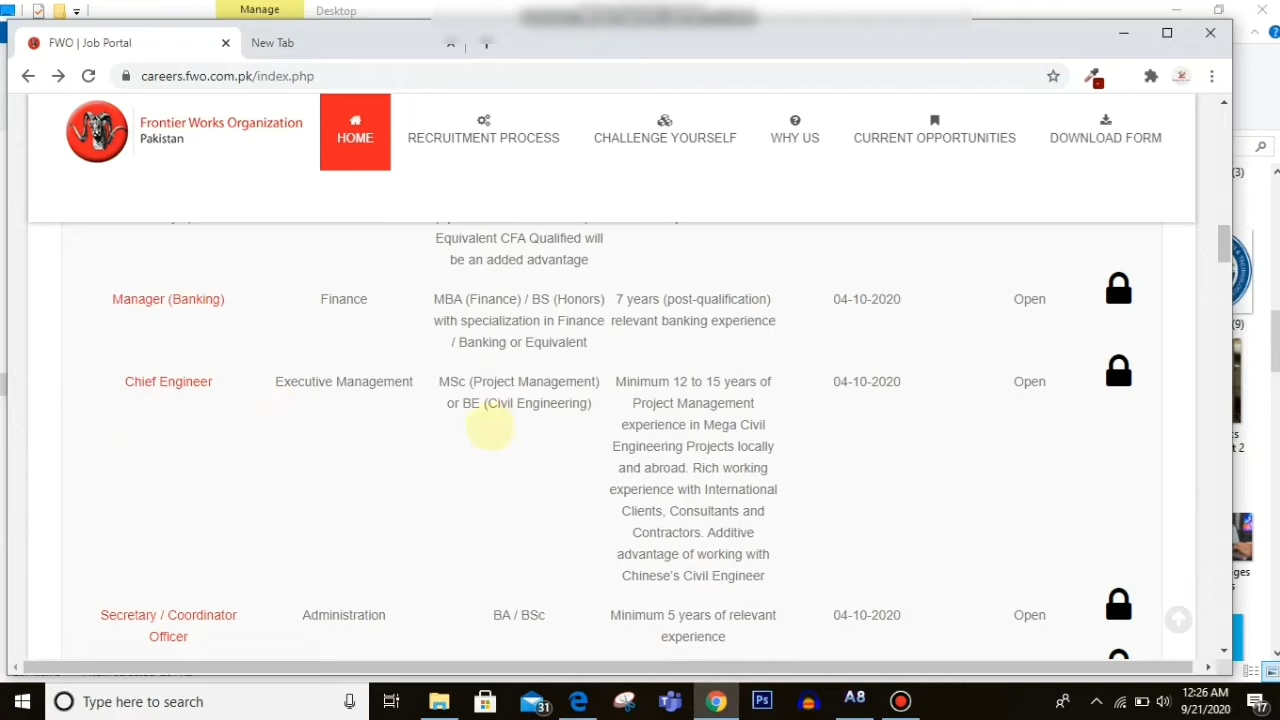 Manage
Desktop
FWO | Job Portal
New Tab
careers.fwo.com.pk/index.php
Frontier Works Organization
Pakistan
HOME
RECRUITMENT PROCESS
CHALLENGE YOURSELF
WHY US
CURRENT OPPORTUNITIES
DOWNLOAD FORM
Equivalent CFA Qualified will
be an added advantage
Manager (Banking)
Finance
MBA (Finance) / BS (Honors)
with specialization in Finance
/ Banking or Equivalent
7 years (post-qualification)
relevant banking experience
04-10-2020
Open
Chief Engineer
Executive Management
MSc (Project Management)
or BE (Civil Engineering)
Minimum 12 to 15 years of
Project Management
experience in Mega Civil
Engineering Projects locally
and abroad. Rich working
experience with International
Clients, Consultants and
Contractors. Additive
advantage of working with
Chinese's Civil Engineer
04-10-2020
Open
Secretary / Coordinator
Officer
Administration
BA / BSc
Minimum 5 years of relevant
experience
04-10-2020
Open
(3)
(9)
Type here to search
31
Ps
A8
12:26 AM
9/21/2020
17